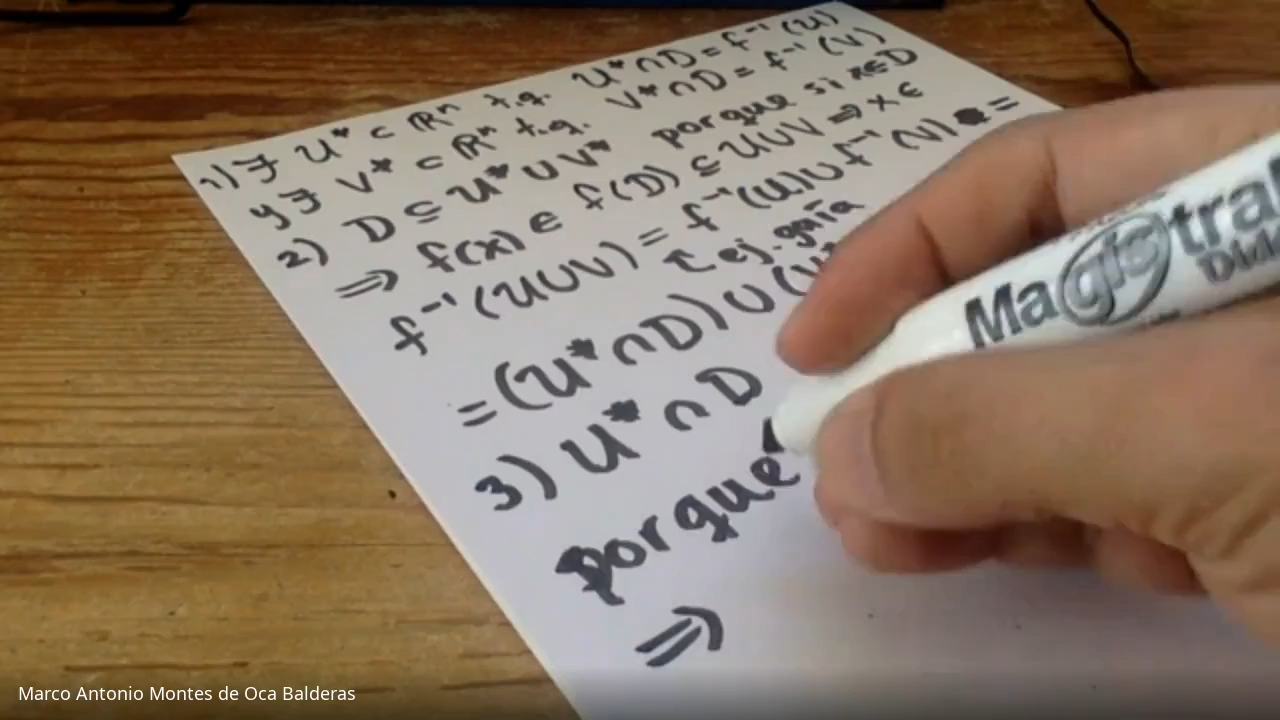 1) ∃ U* ⊂ ℝⁿ t.q. U*∩D = f⁻¹(U)
y ∃ V* ⊂ ℝⁿ t.q. V*∩D = f⁻¹(V)
2) D ⊆ U* ∪ V* porque si x∈D
⇒ f(x) ∈ f(D) ⊆ U∪V ⇒ x ∈
f⁻¹(U∪V) = f⁻¹(U)∪f⁻¹(V) =
↑ ej. guía
= (U*∩D)∪(V*
3) U*∩D
porque
⇒
Magistral
Marco Antonio Montes de Oca Balderas